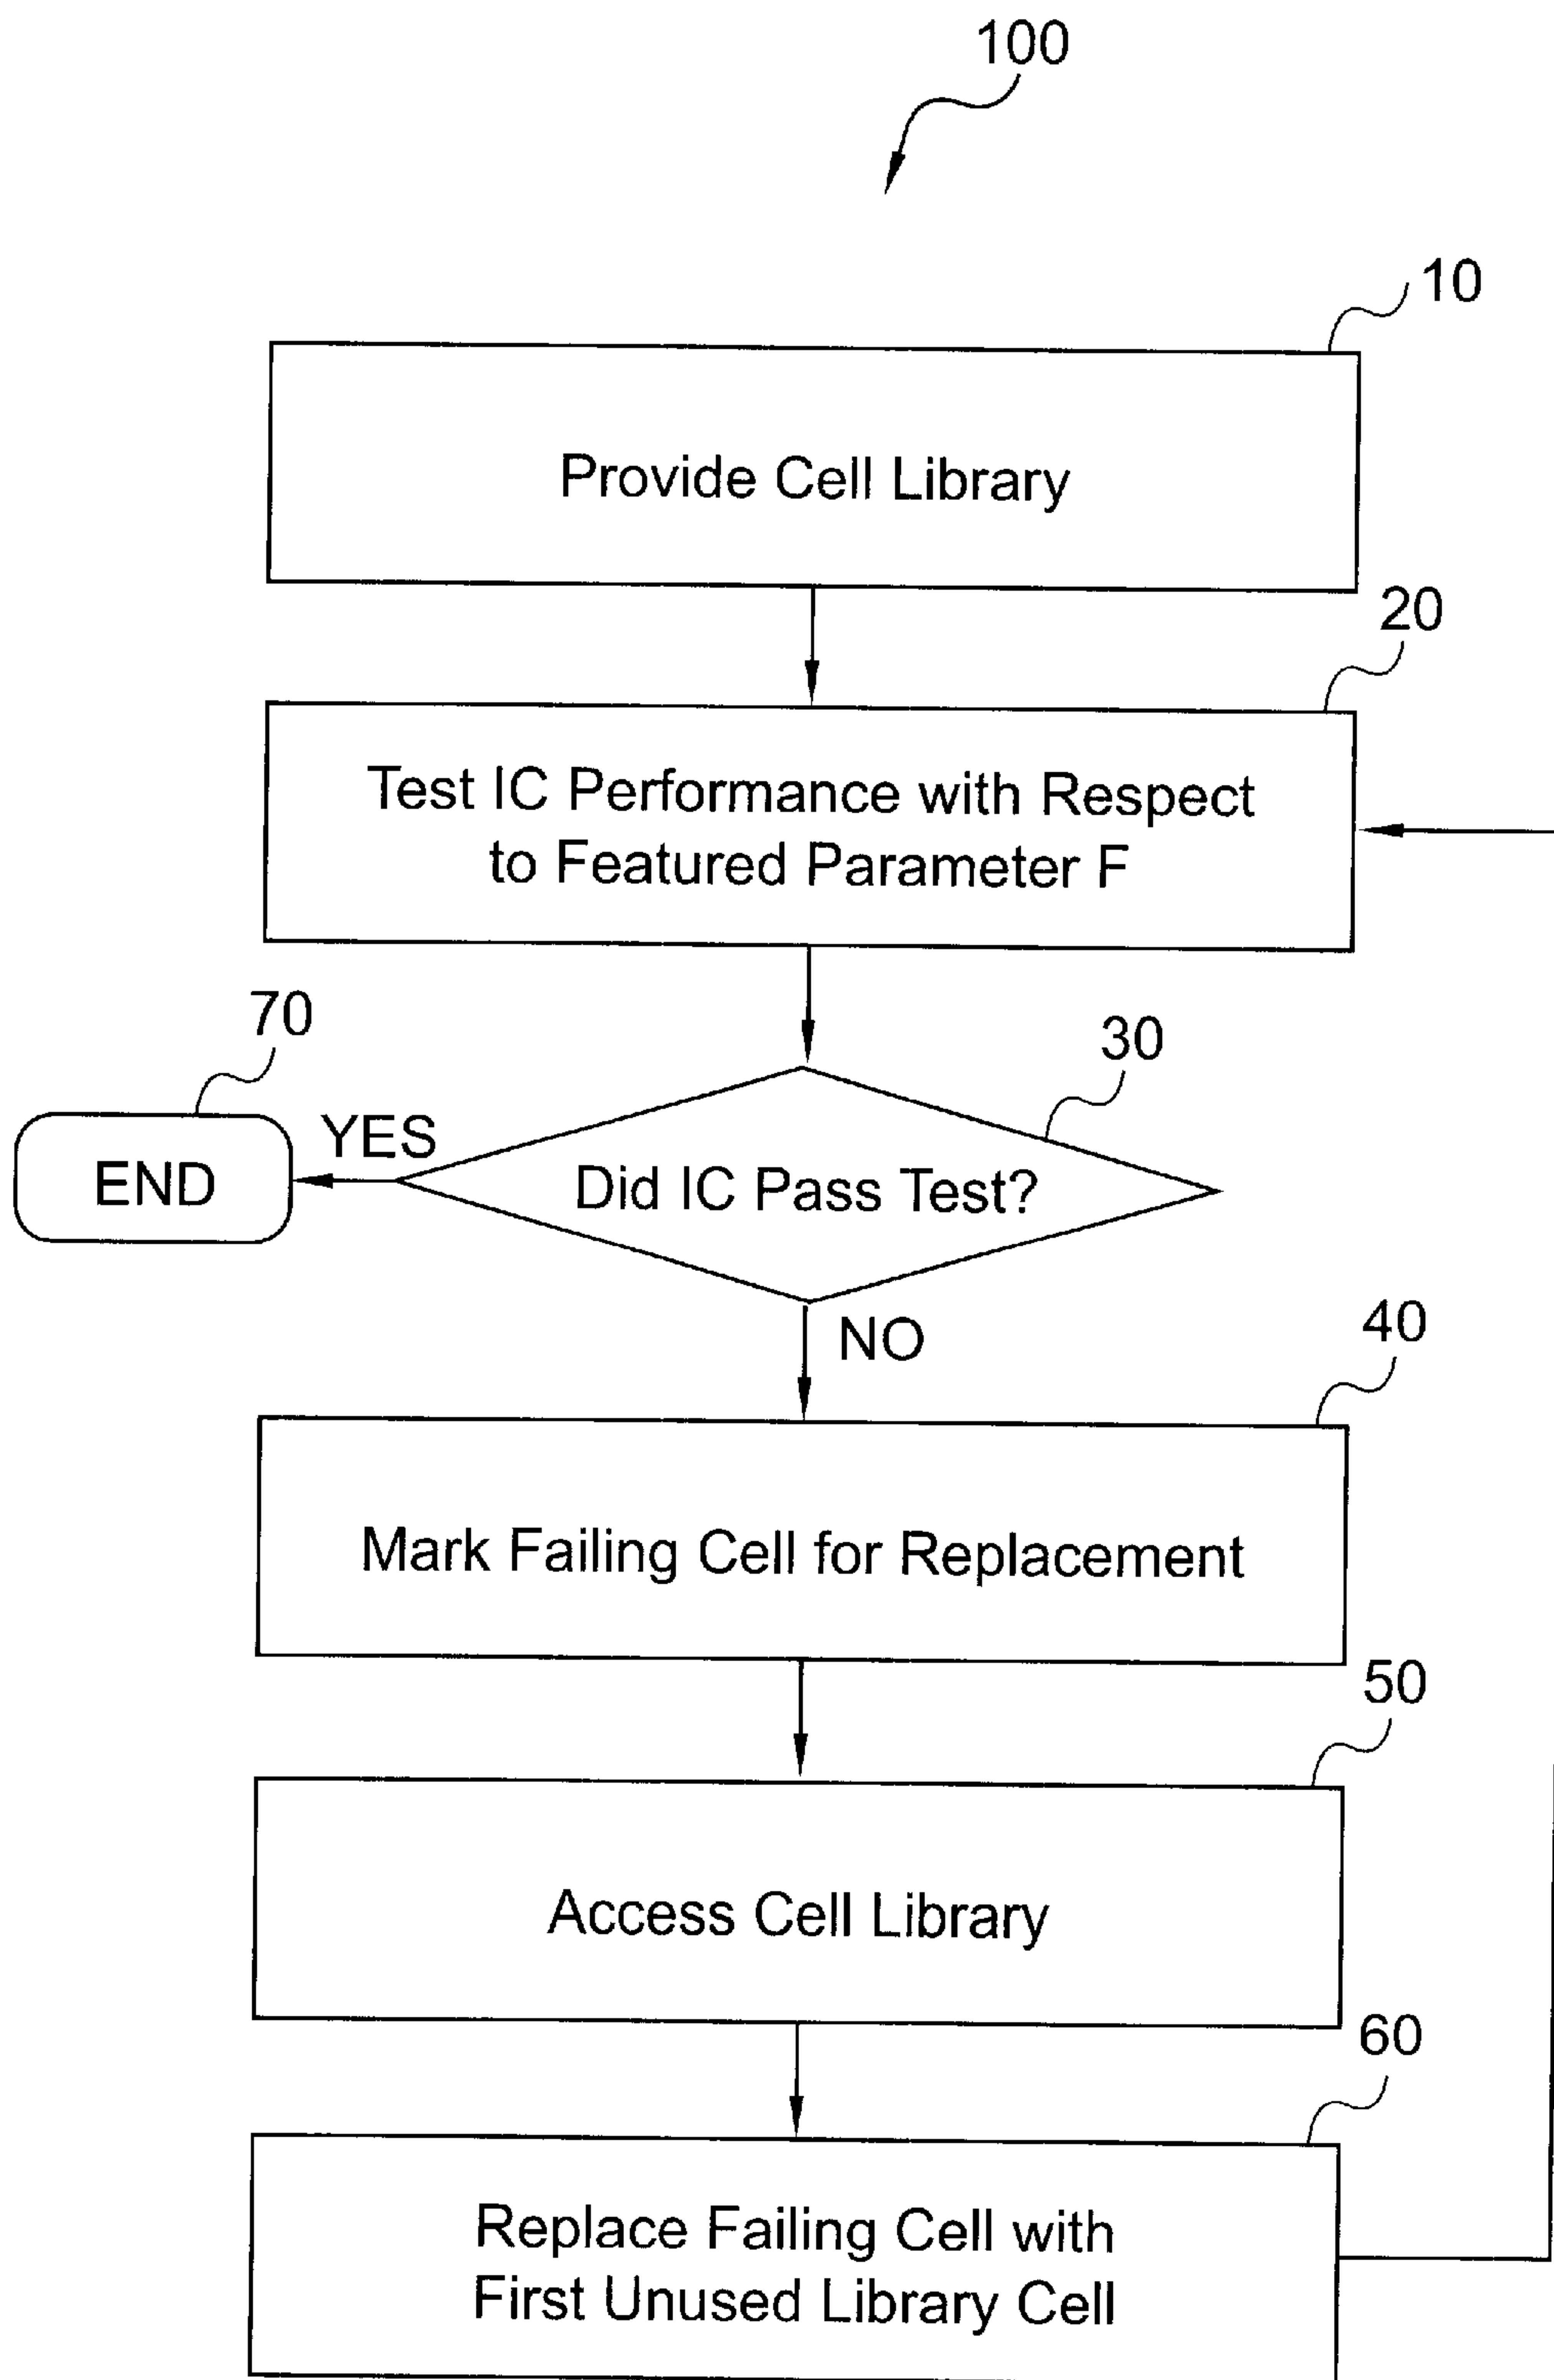 100
10
Provide Cell Library
20
Test IC Performance with Respect
to Featured Parameter F
70
30
YES
END
Did IC Pass Test?
NO
40
Mark Failing Cell for Replacement
50
Access Cell Library
60
Replace Failing Cell with
First Unused Library Cell